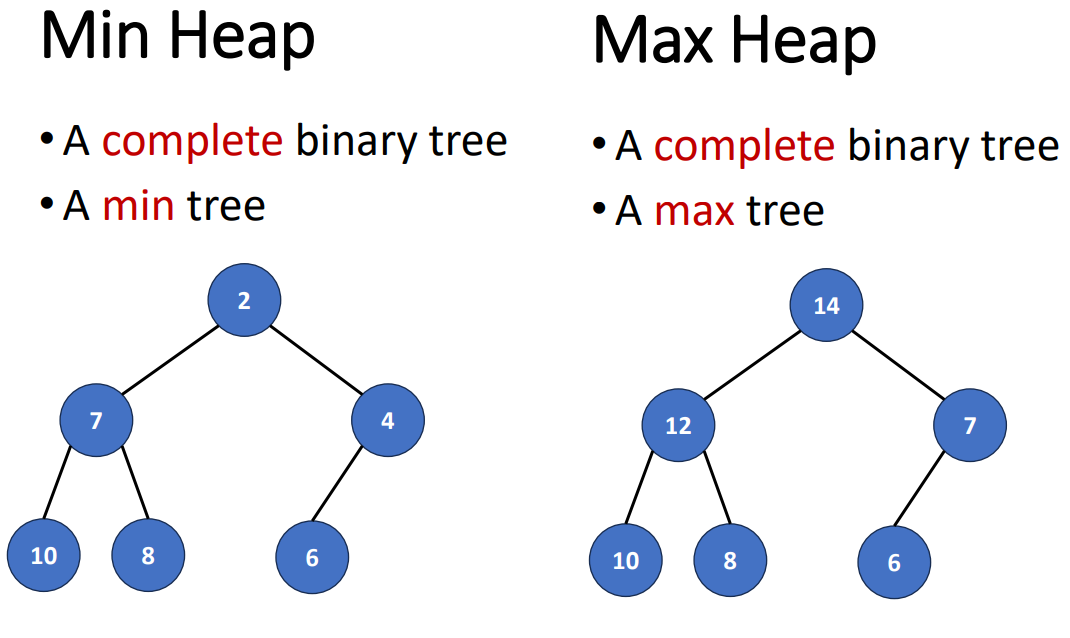 Min Heap
• A complete binary tree
• A min tree
2
7
4
10
8
6
Max Heap
• A complete binary tree
• A max tree
14
12
7
10
8
6